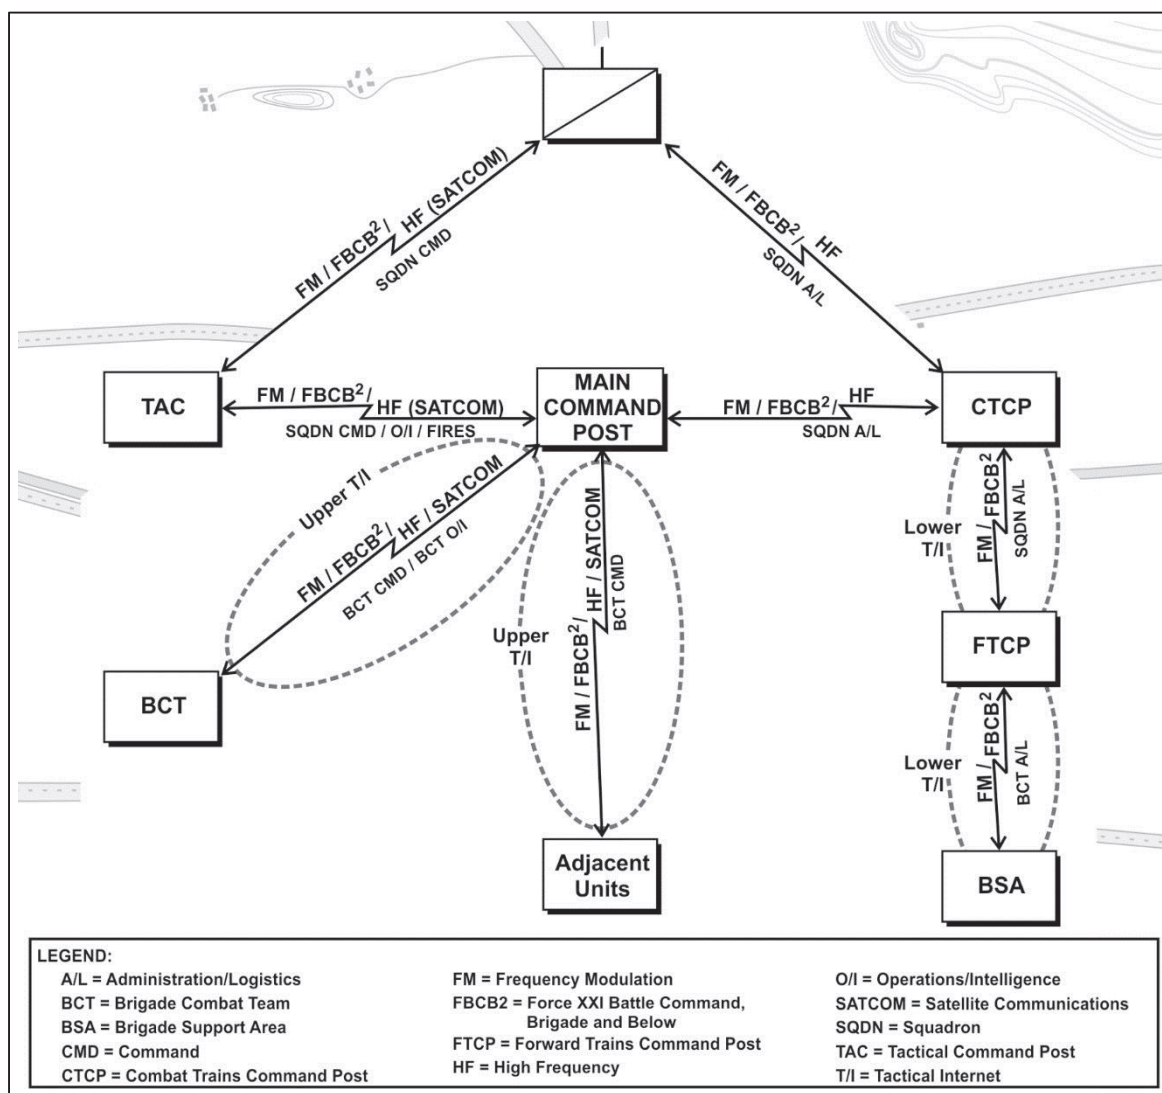 FM / FBCB2/ HF (SATCOM)
SQDN CMD
FM / FBCB2/ HF
SQDN A/L
TAC
FM / FBCB2/ HF (SATCOM)
SQDN CMD / O/I / FIRES
MAIN
COMMAND
POST
FM / FBCB2/ HF
SQDN A/L
CTCP
Upper T/I
FM / FBCB2/ HF / SATCOM
BCT CMD / BCT O/I
Upper
T/I
FM / FBCB2/ HF / SATCOM
BCT CMD
Lower
T/I
FM / FBCB2
SQDN A/L
FTCP
BCT
Lower
T/I
FM / FBCB2
BCT A/L
Adjacent
Units
BSA
LEGEND:
A/L = Administration/Logistics
BCT = Brigade Combat Team
BSA = Brigade Support Area
CMD = Command
CTCP = Combat Trains Command Post
FM = Frequency Modulation
FBCB2 = Force XXI Battle Command,
Brigade and Below
FTCP = Forward Trains Command Post
HF = High Frequency
O/I = Operations/Intelligence
SATCOM = Satellite Communications
SQDN = Squadron
TAC = Tactical Command Post
T/I = Tactical Internet